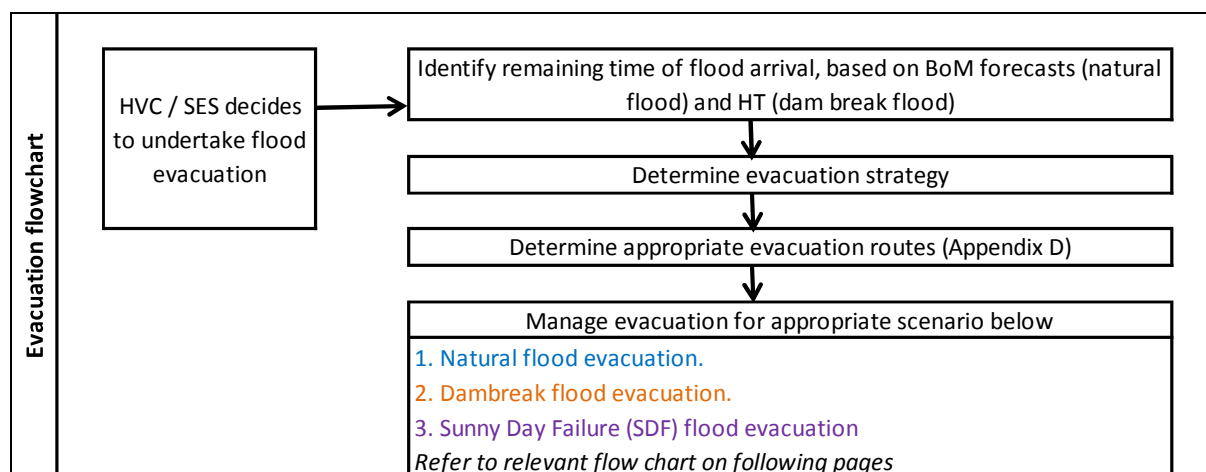 Evacuation flowchart
HVC / SES decides
to undertake flood
evacuation
Identify remaining time of flood arrival, based on BoM forecasts (natural
flood) and HT (dam break flood)
Determine evacuation strategy
Determine appropriate evacuation routes (Appendix D)
Manage evacuation for appropriate scenario below
1. Natural flood evacuation.
2. Dambreak flood evacuation.
3. Sunny Day Failure (SDF) flood evacuation
Refer to relevant flow chart on following pages